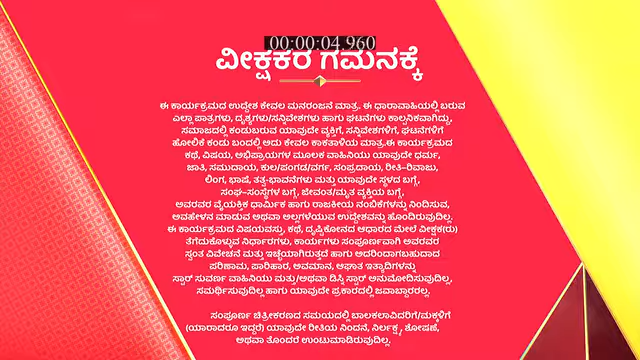 00:00:04.960
ವೀಕ್ಷಕರ ಗಮನಕ್ಕೆ
ಈ ಕಾರ್ಯಕ್ರಮದ ಉದ್ದೇಶ ಕೇವಲ ಮನರಂಜನೆ ಮಾತ್ರ. ಈ ಧಾರಾವಾಹಿಯಲ್ಲಿ ಬರುವ
ಎಲ್ಲಾ ಪಾತ್ರಗಳು, ದೃಶ್ಯಗಳು/ಸನ್ನಿವೇಶಗಳು ಹಾಗು ಘಟನೆಗಳು ಕಾಲ್ಪನಿಕವಾಗಿದ್ದು,
ಸಮಾಜದಲ್ಲಿ ಕಂಡುಬರುವ ಯಾವುದೇ ವ್ಯಕ್ತಿಗೆ, ಸನ್ನಿವೇಶಗಳಿಗೆ, ಘಟನೆಗಳಿಗೆ
ಹೋಲಿಕೆ ಕಂಡು ಬಂದಲ್ಲಿ ಅದು ಕೇವಲ ಕಾಕತಾಳಿಯ ಮಾತ್ರ.ಈ ಕಾರ್ಯಕ್ರಮದ
ಕಥೆ, ವಿಷಯ, ಅಭಿಪ್ರಾಯಗಳ ಮೂಲಕ ವಾಹಿನಿಯು ಯಾವುದೇ ಧರ್ಮ,
ಜಾತಿ, ಸಮುದಾಯ, ಕುಲ/ಪಂಗಡ/ವರ್ಗ, ಸಂಪ್ರದಾಯ, ರೀತಿ-ರಿವಾಜು,
ಲಿಂಗ, ಭಾಷೆ, ತತ್ವ-ಭಾವನೆಗಳು ಮತ್ತು ಯಾವುದೇ ಸ್ಥಳದ ಬಗ್ಗೆ,
ಸಂಘ-ಸಂಸ್ಥೆಗಳ ಬಗ್ಗೆ, ಜೀವಂತ/ಮೃತ ವ್ಯಕ್ತಿಯ ಬಗ್ಗೆ,
ಅವರವರ ವೈಯಕ್ತಿಕ ಧಾರ್ಮಿಕ ಹಾಗು ರಾಜಕೀಯ ನಂಬಿಕೆಗಳನ್ನು ನಿಂದಿಸುವ,
ಅವಹೇಳನ ಮಾಡುವ ಅಥವಾ ಅಲ್ಲಗಳೆಯುವ ಉದ್ದೇಶವನ್ನು ಹೊಂದಿರುವುದಿಲ್ಲ.
ಈ ಕಾರ್ಯಕ್ರಮದ ವಿಷಯವಸ್ತು, ಕಥೆ, ದೃಷ್ಠಿಕೋನದ ಆಧಾರದ ಮೇಲೆ ವೀಕ್ಷಕ(ರು)
ತೆಗೆದುಕೊಳ್ಳುವ ನಿರ್ಧಾರಗಳು, ಕಾರ್ಯಗಳು ಸಂಪೂರ್ಣವಾಗಿ ಅವರವರ
ಸ್ವಂತ ವಿವೇಚನೆ ಮತ್ತು ಇಚ್ಛೆಯಾಗಿರುತ್ತದೆ ಹಾಗು ಅದರಿಂದಾಗಬಹುದಾದ
ಪರಿಣಾಮ, ಪಾರಿಹಾರ, ಅವಮಾನ, ಆಘಾತ ಇತ್ಯಾದಿಗಳನ್ನು
ಸ್ಟಾರ್ ಸುವರ್ಣ ವಾಹಿನಿಯು ಮತ್ತು/ಅಥವಾ ಡಿಸ್ನಿ ಸ್ಟಾರ್ ಅನುಮೋದಿಸುವುದಿಲ್ಲ,
ಸಮರ್ಥಿಸುವುದಿಲ್ಲ ಹಾಗು ಯಾವುದೇ ಪ್ರಕಾರದಲ್ಲಿ ಜವಾಬ್ದಾರರಲ್ಲ.
ಸಂಪೂರ್ಣ ಚಿತ್ರೀಕರಣದ ಸಮಯದಲ್ಲಿ ಬಾಲಕಲಾವಿದರಿಗೆ/ಮಕ್ಕಳಿಗೆ
(ಯಾರಾದರೂ ಇದ್ದರೆ) ಯಾವುದೇ ರೀತಿಯ ನಿಂದನೆ, ನಿರ್ಲಕ್ಷ್ಯ, ಶೋಷಣೆ,
ಅಥವಾ ತೊಂದರೆ ಉಂಟುಮಾಡಿರುವುದಿಲ್ಲ.